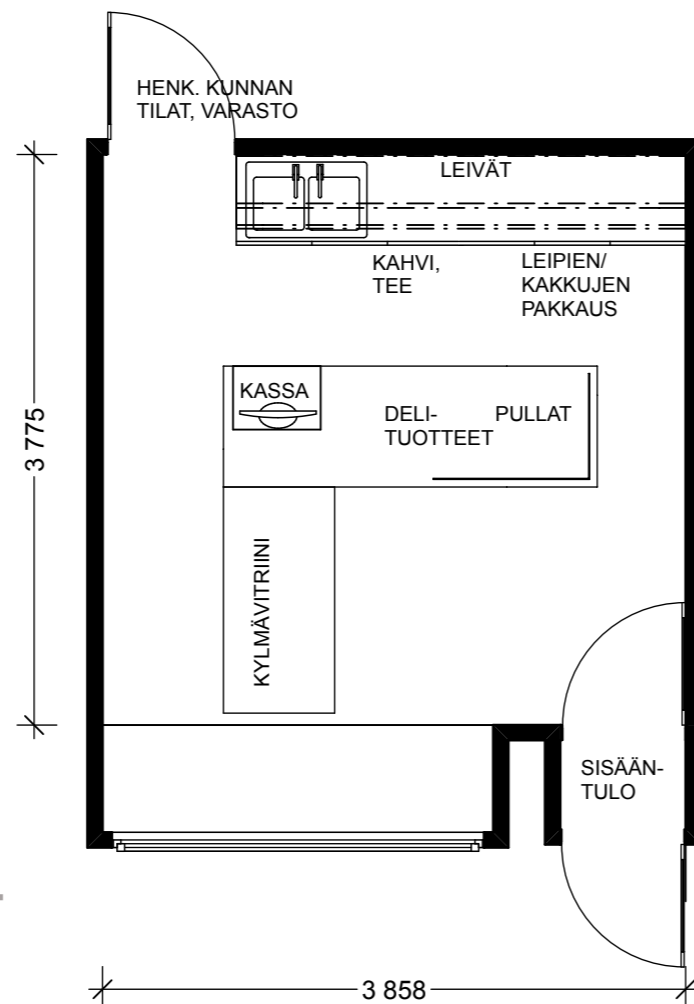 HENK. KUNNAN
TILAT, VARASTO
LEIVÄT
KAHVI,
TEE
LEIPIEN/
KAKKUJEN
PAKKAUS
KASSA
DELI-
TUOTTEET
PULLAT
3 775
KYLMÄVITRIINI
SISÄÄN-
TULO
3 858